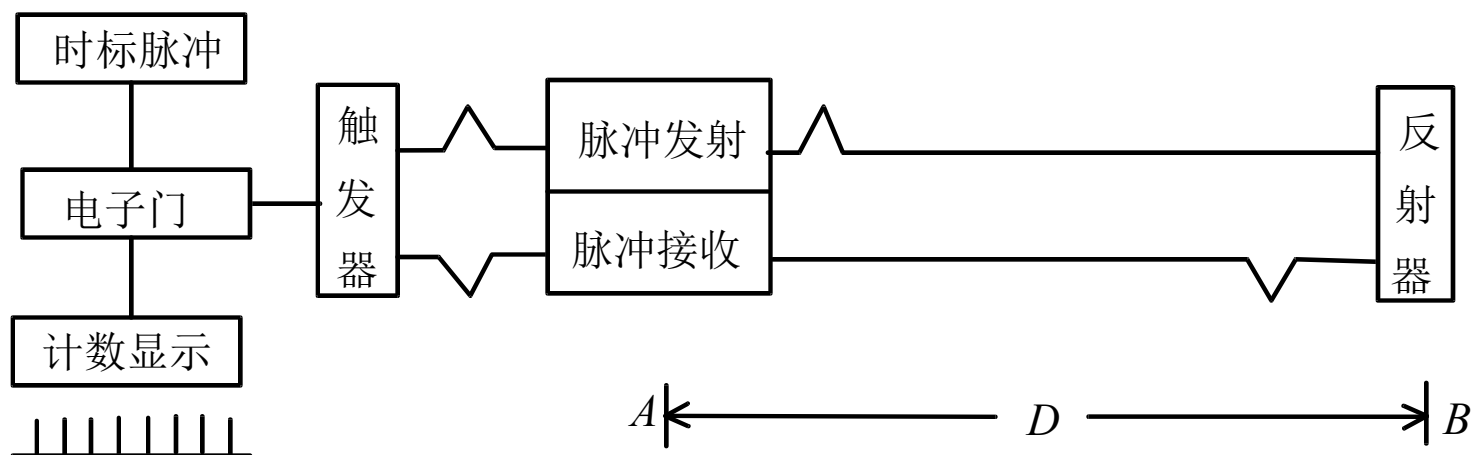 时标脉冲
电子门
计数显示
触发器
脉冲发射
脉冲接收
反射器
A D B